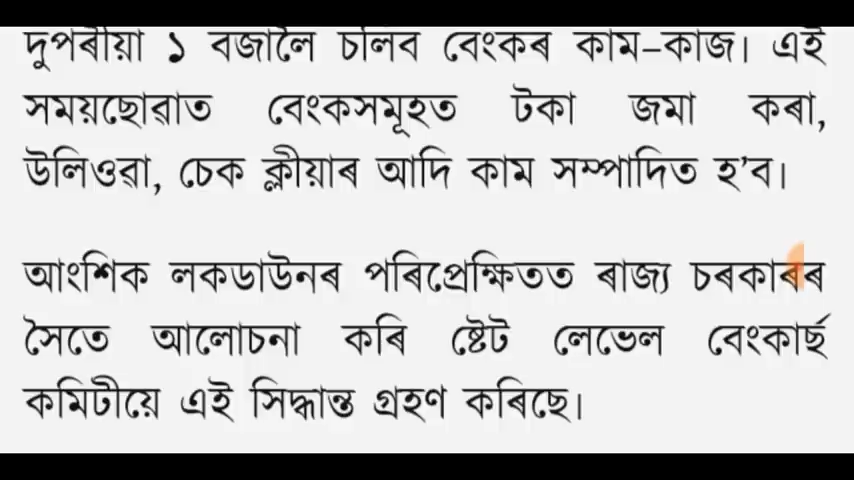 দুপৰীয়া ১ বজালৈ চলিব বেংকৰ কাম-কাজ। এই
সময়ছোৱাত বেংকসমূহত টকা জমা কৰা,
উলিওৱা, চেক ক্লীয়াৰ আদি কাম সম্পাদিত হ’ব।
আংশিক লকডাউনৰ পৰিপ্ৰেক্ষিতত ৰাজ্য চৰকাৰৰ
সৈতে আলোচনা কৰি ষ্টেট লেভেল বেংকাৰ্ছ
কমিটীয়ে এই সিদ্ধান্ত গ্ৰহণ কৰিছে।